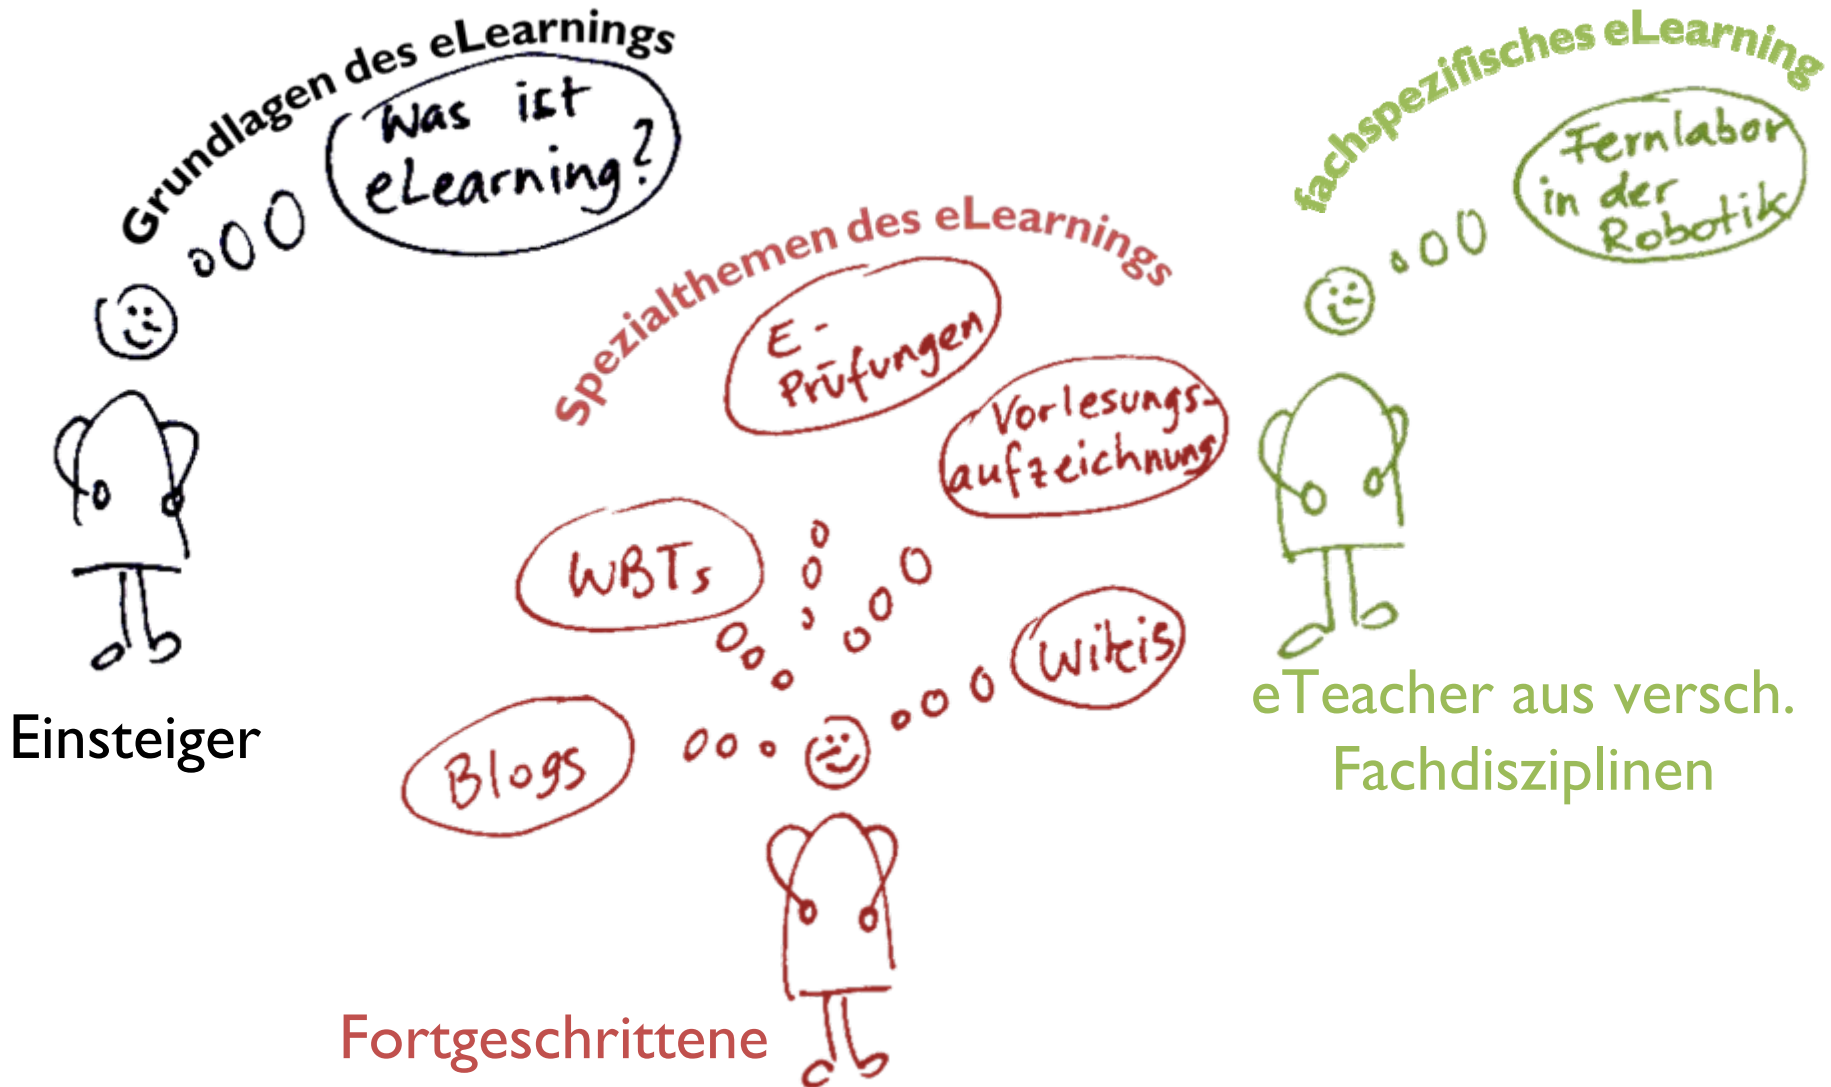 Grundlagen des eLearnings
Was ist
eLearning?
Einsteiger
Spezialthemen des eLearnings
E-
Prüfungen
Vorlesungs-
aufzeichnung
WBTs
Wikis
Blogs
Fortgeschrittene
fachspezifisches eLearning
Fernlabor
in der
Robotik
eTeacher aus versch.
Fachdisziplinen